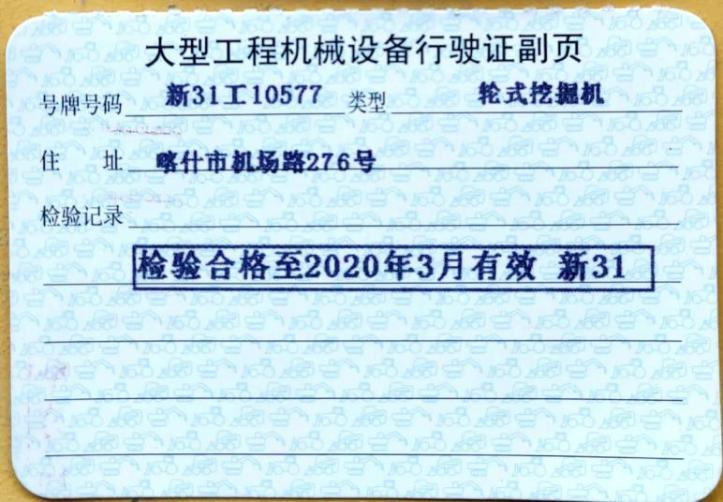 大型工程机械设备行驶证副页
号牌号码 新31工10577 类型 轮式挖掘机
住 址 喀什市机场路276号
检验记录
检验合格至2020年3月有效 新31